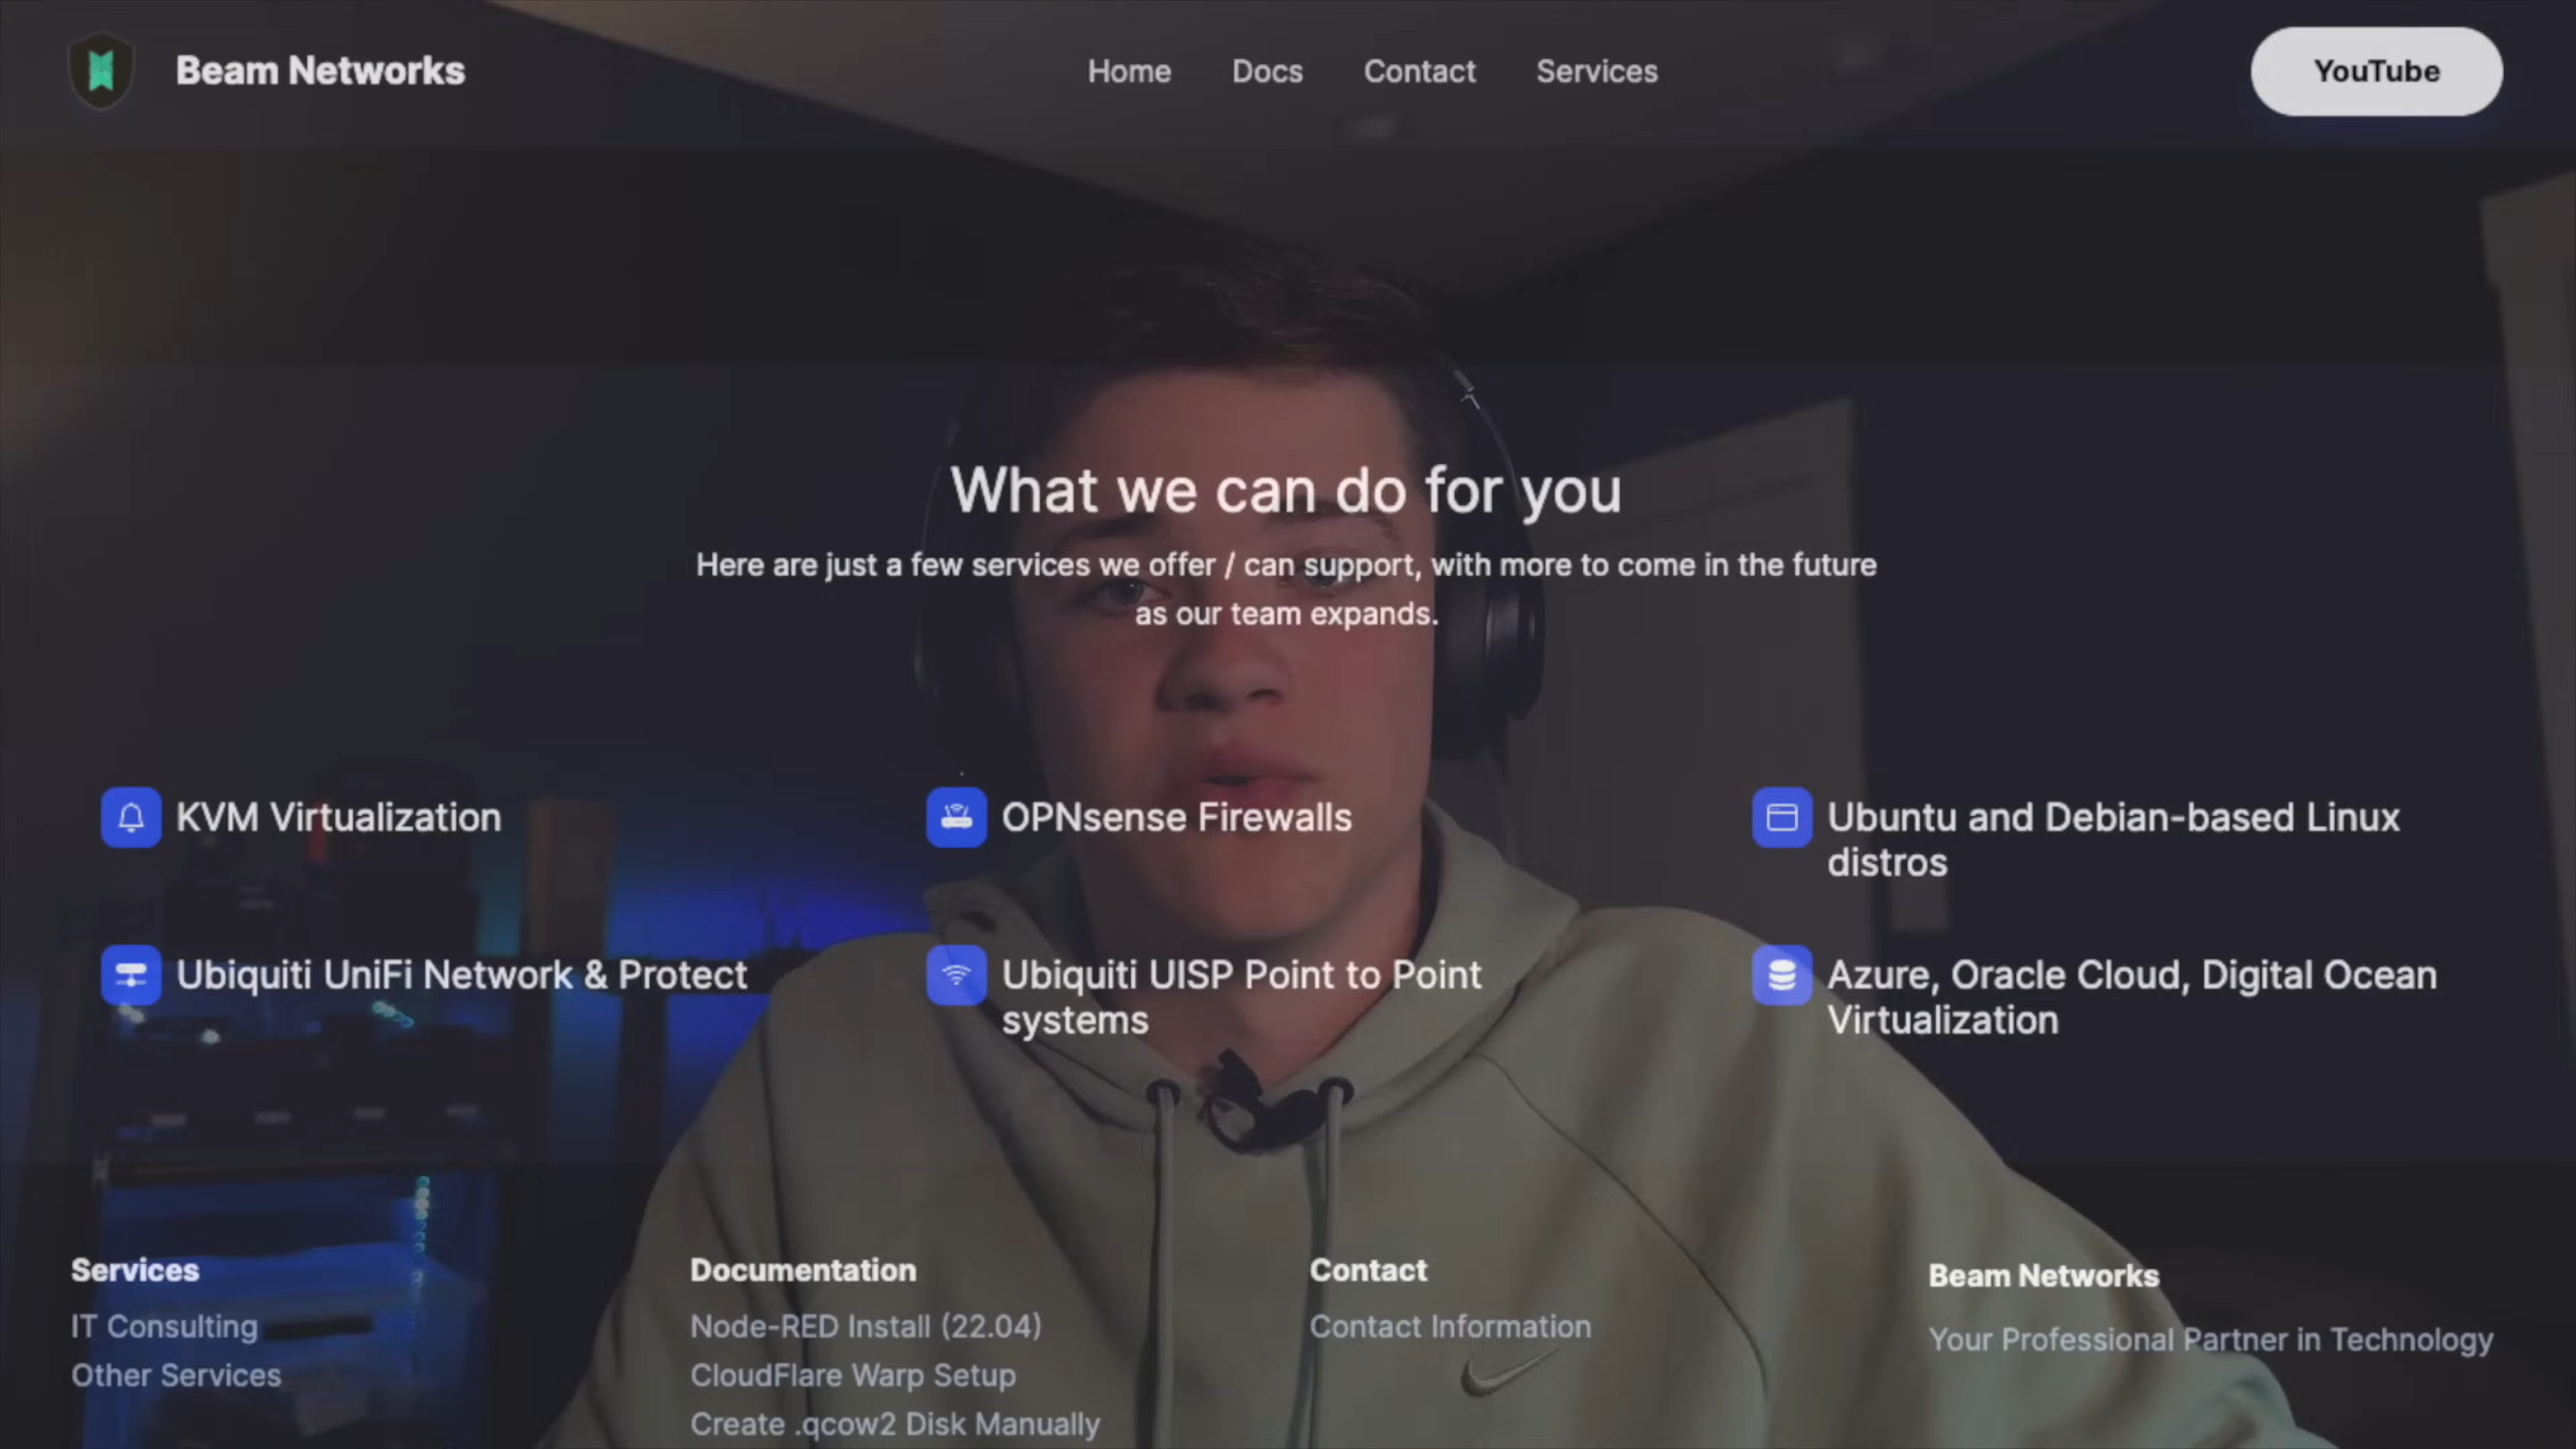 Beam Networks
Home Docs Contact Services
YouTube
What we can do for you
Here are just a few services we offer / can support, with more to come in the future
as our team expands.
KVM Virtualization
OPNsense Firewalls
Ubuntu and Debian-based Linux
distros
Ubiquiti UniFi Network & Protect
Ubiquiti UISP Point to Point
systems
Azure, Oracle Cloud, Digital Ocean
Virtualization
Services
IT Consulting
Other Services
Documentation
Node-RED Install (22.04)
CloudFlare Warp Setup
Create .qcow2 Disk Manually
Contact
Contact Information
Beam Networks
Your Professional Partner in Technology